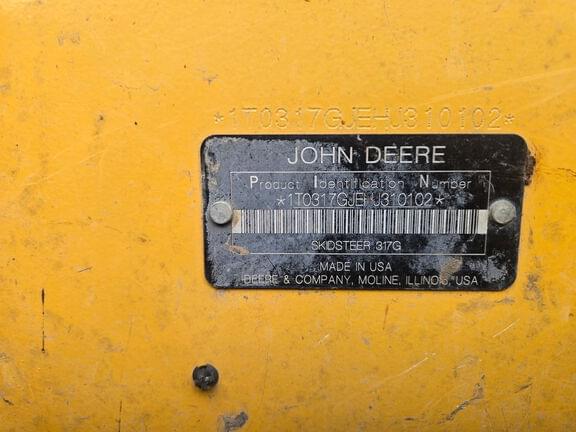 *1T0317GJEHJ310102*
JOHN DEERE
Product Identification Number
*1T0317GJEHJ310102*
SKIDSTEER 317G
MADE IN USA
DEERE & COMPANY, MOLINE, ILLINOIS, USA